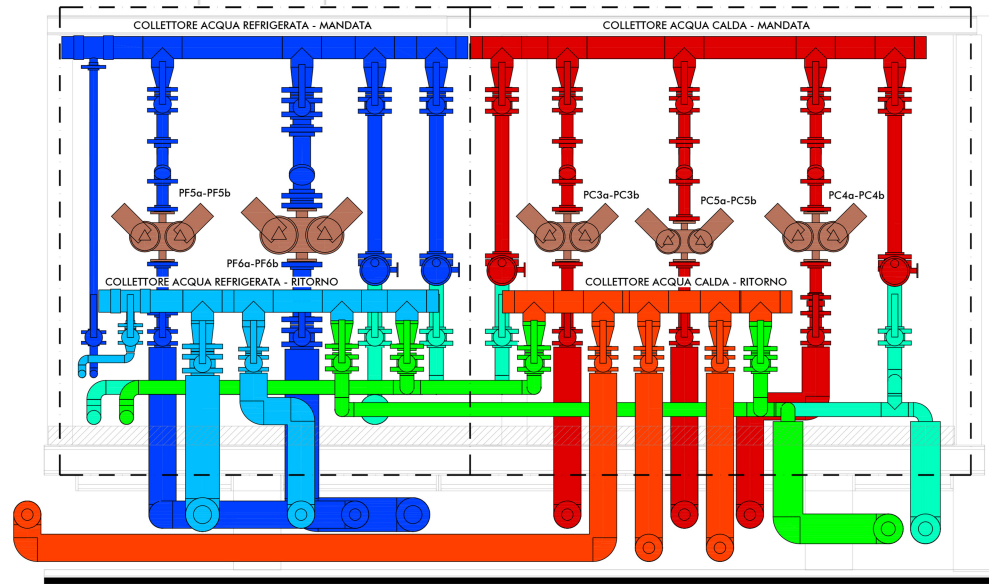 COLLETTORE ACQUA REFRIGERATA - MANDATA
COLLETTORE ACQUA CALDA - MANDATA
PF5a-PF5b
PC3a-PC3b
PC5a-PC5b
PC4a-PC4b
PF6a-PF6b
COLLETTORE ACQUA REFRIGERATA - RITORNO
COLLETTORE ACQUA CALDA - RITORNO